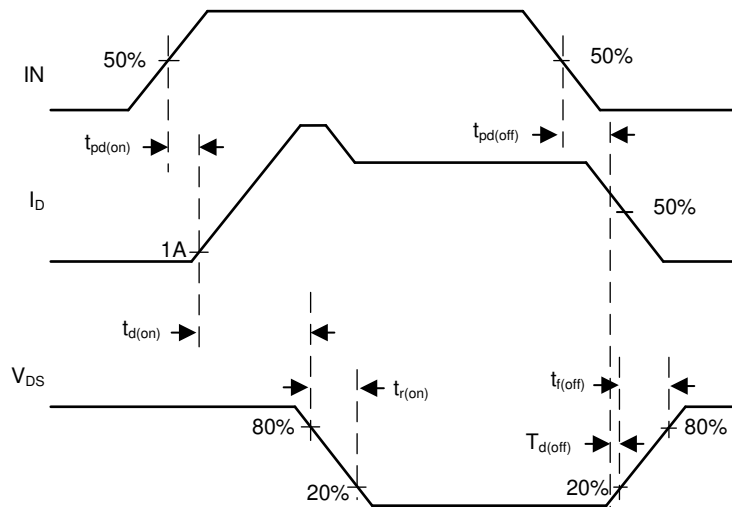 IN
50%
50%
tpd(on)
tpd(off)
ID
50%
1A
td(on)
VDS
tr(on)
tf(off)
80%
Td(off)
80%
20%
20%